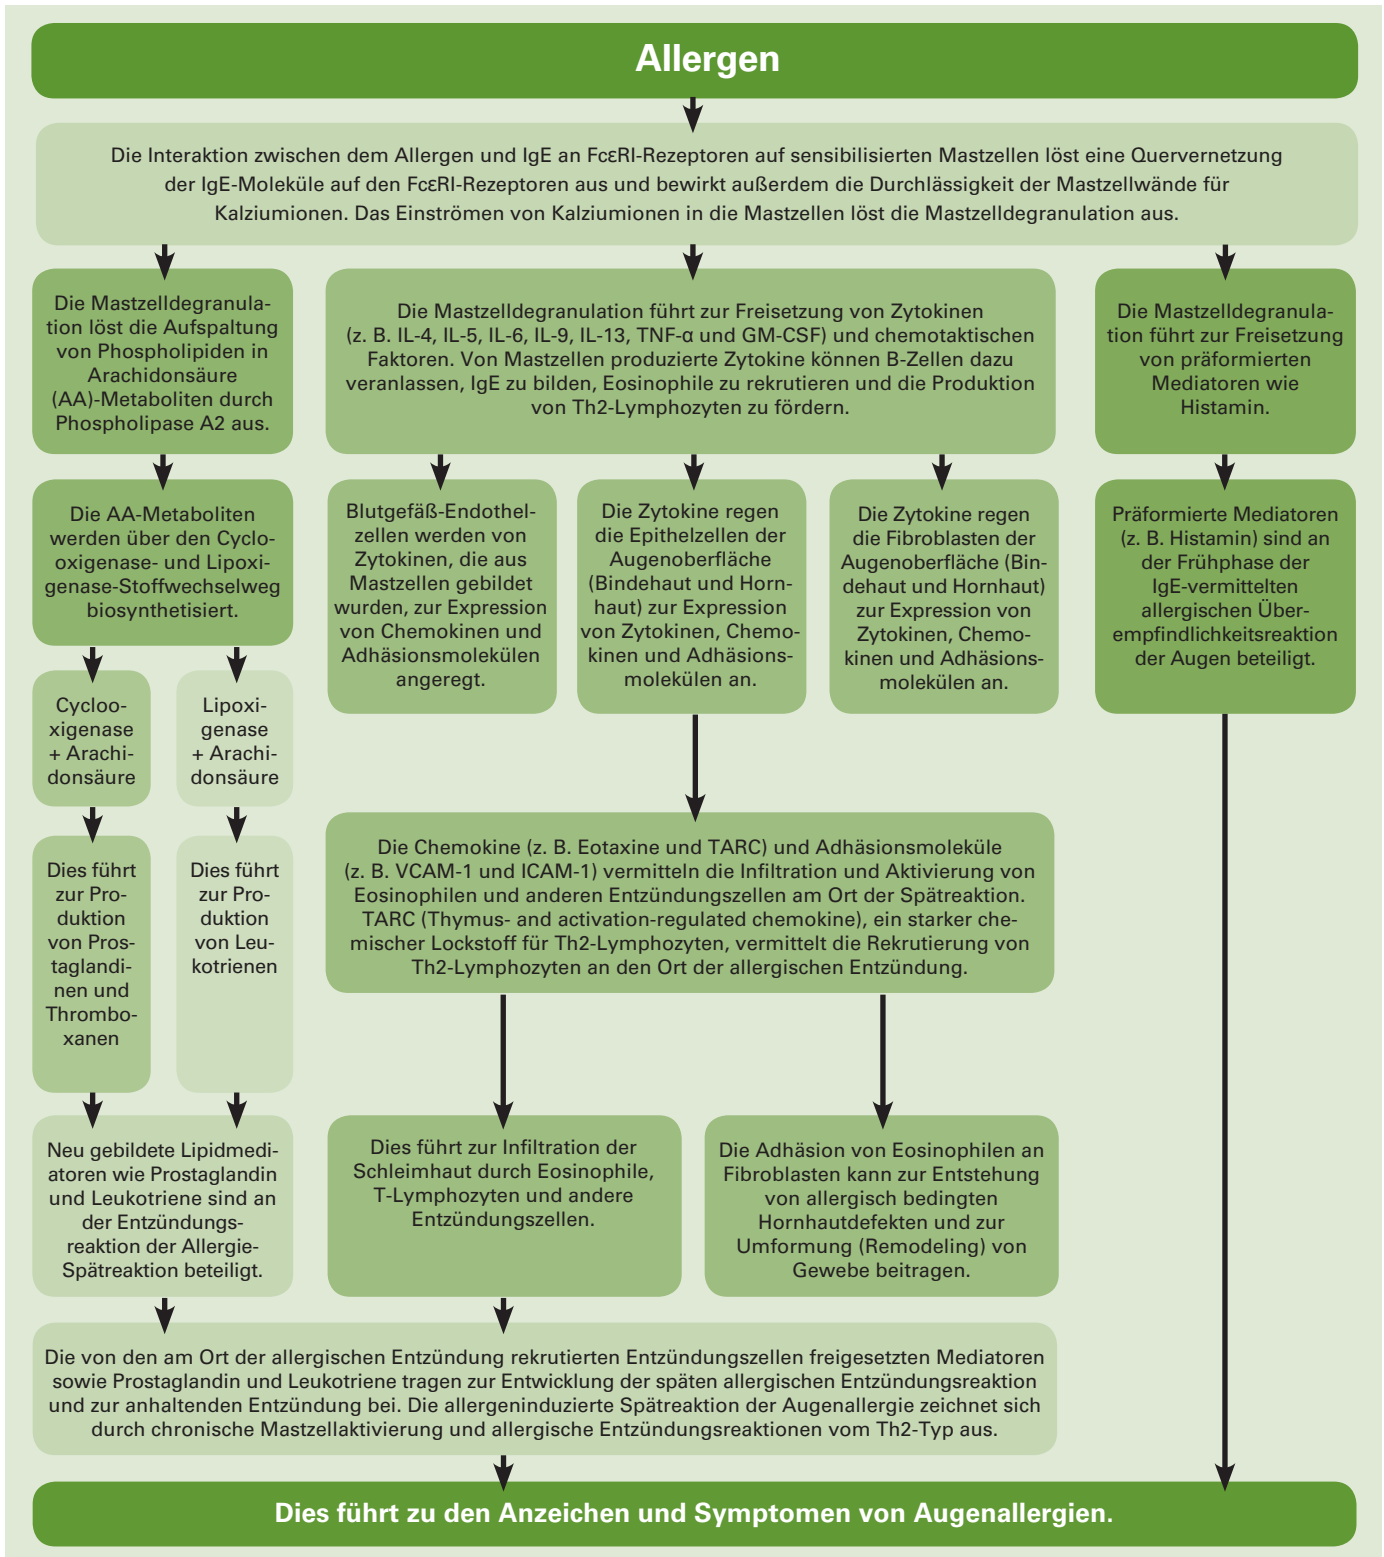 Allergen
Die Interaktion zwischen dem Allergen und IgE an FcεRI-Rezeptoren auf sensibilisierten Mastzellen löst eine Quervernetzung
der IgE-Moleküle auf den FcεRI-Rezeptoren aus und bewirkt außerdem die Durchlässigkeit der Mastzellwände für
Kalziumionen. Das Einströmen von Kalziumionen in die Mastzellen löst die Mastzelldegranulation aus.
Die Mastzelldegranula-
tion löst die Aufspaltung
von Phospholipiden in
Arachidonsäure
(AA)-Metaboliten durch
Phospholipase A2 aus.
Die Mastzelldegranulation führt zur Freisetzung von Zytokinen
(z. B. IL-4, IL-5, IL-6, IL-9, IL-13, TNF-α und GM-CSF) und chemotaktischen
Faktoren. Von Mastzellen produzierte Zytokine können B-Zellen dazu
veranlassen, IgE zu bilden, Eosinophile zu rekrutieren und die Produktion
von Th2-Lymphozyten zu fördern.
Die Mastzelldegranula-
tion führt zur Freisetzung
von präformierten
Mediatoren wie
Histamin.
Die AA-Metaboliten
werden über den Cyclo-
oxigenase- und Lipoxi-
genase-Stoffwechselweg
biosynthetisiert.
Blutgefäß-Endothel-
zellen werden von
Zytokinen, die aus
Mastzellen gebildet
wurden, zur Expression
von Chemokinen und
Adhäsionsmolekülen
angeregt.
Die Zytokine regen
die Epithelzellen der
Augenoberfläche
(Bindehaut und Horn-
haut) zur Expression
von Zytokinen, Chemo-
kinen und Adhäsions-
molekülen an.
Die Zytokine regen
die Fibroblasten der
Augenoberfläche (Bin-
dehaut und Hornhaut)
zur Expression von
Zytokinen, Chemo-
kinen und Adhäsions-
molekülen an.
Präformierte Mediatoren
(z. B. Histamin) sind an
der Frühphase der
IgE-vermittelten
allergischen Über-
empfindlichkeitsreaktion
der Augen beteiligt.
Cycloo-
xigenase
+ Arachi-
donsäure
Lipoxi-
genase
+ Arachi-
donsäure
Dies führt
zur Pro-
duktion
von Pros-
taglandi-
nen und
Thrombo-
xanen
Dies führt
zur Pro-
duktion
von Leu-
kotrienen
Die Chemokine (z. B. Eotaxine und TARC) und Adhäsionsmoleküle
(z. B. VCAM-1 und ICAM-1) vermitteln die Infiltration und Aktivierung von
Eosinophilen und anderen Entzündungszellen am Ort der Spätreaktion.
TARC (Thymus- and activation-regulated chemokine), ein starker che-
mischer Lockstoff für Th2-Lymphozyten, vermittelt die Rekrutierung von
Th2-Lymphozyten an den Ort der allergischen Entzündung.
Neu gebildete Lipidmedi-
atoren wie Prostaglandin
und Leukotriene sind an
der Entzündungs-
reaktion der Allergie-
Spätreaktion beteiligt.
Dies führt zur Infiltration der
Schleimhaut durch Eosinophile,
T-Lymphozyten und andere
Entzündungszellen.
Die Adhäsion von Eosinophilen an
Fibroblasten kann zur Entstehung
von allergisch bedingten
Hornhautdefekten und zur
Umformung (Remodeling) von
Gewebe beitragen.
Die von den am Ort der allergischen Entzündung rekrutierten Entzündungszellen freigesetzten Mediatoren
sowie Prostaglandin und Leukotriene tragen zur Entwicklung der späten allergischen Entzündungsreaktion
und zur anhaltenden Entzündung bei. Die allergeninduzierte Spätreaktion der Augenallergie zeichnet sich
durch chronische Mastzellaktivierung und allergische Entzündungsreaktionen vom Th2-Typ aus.
Dies führt zu den Anzeichen und Symptomen von Augenallergien.